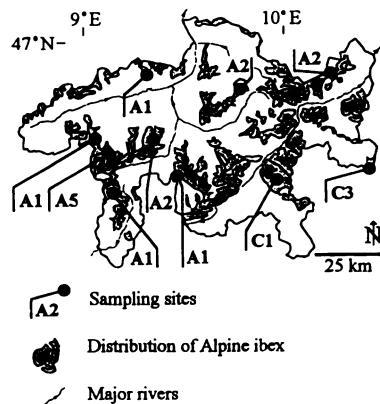 9°E
10°E
47°N
A2
A2
A1
A1
A5
A2
C3
A1
A1
C1
N
25 km
A2 Sampling sites
Distribution of Alpine ibex
Major rivers